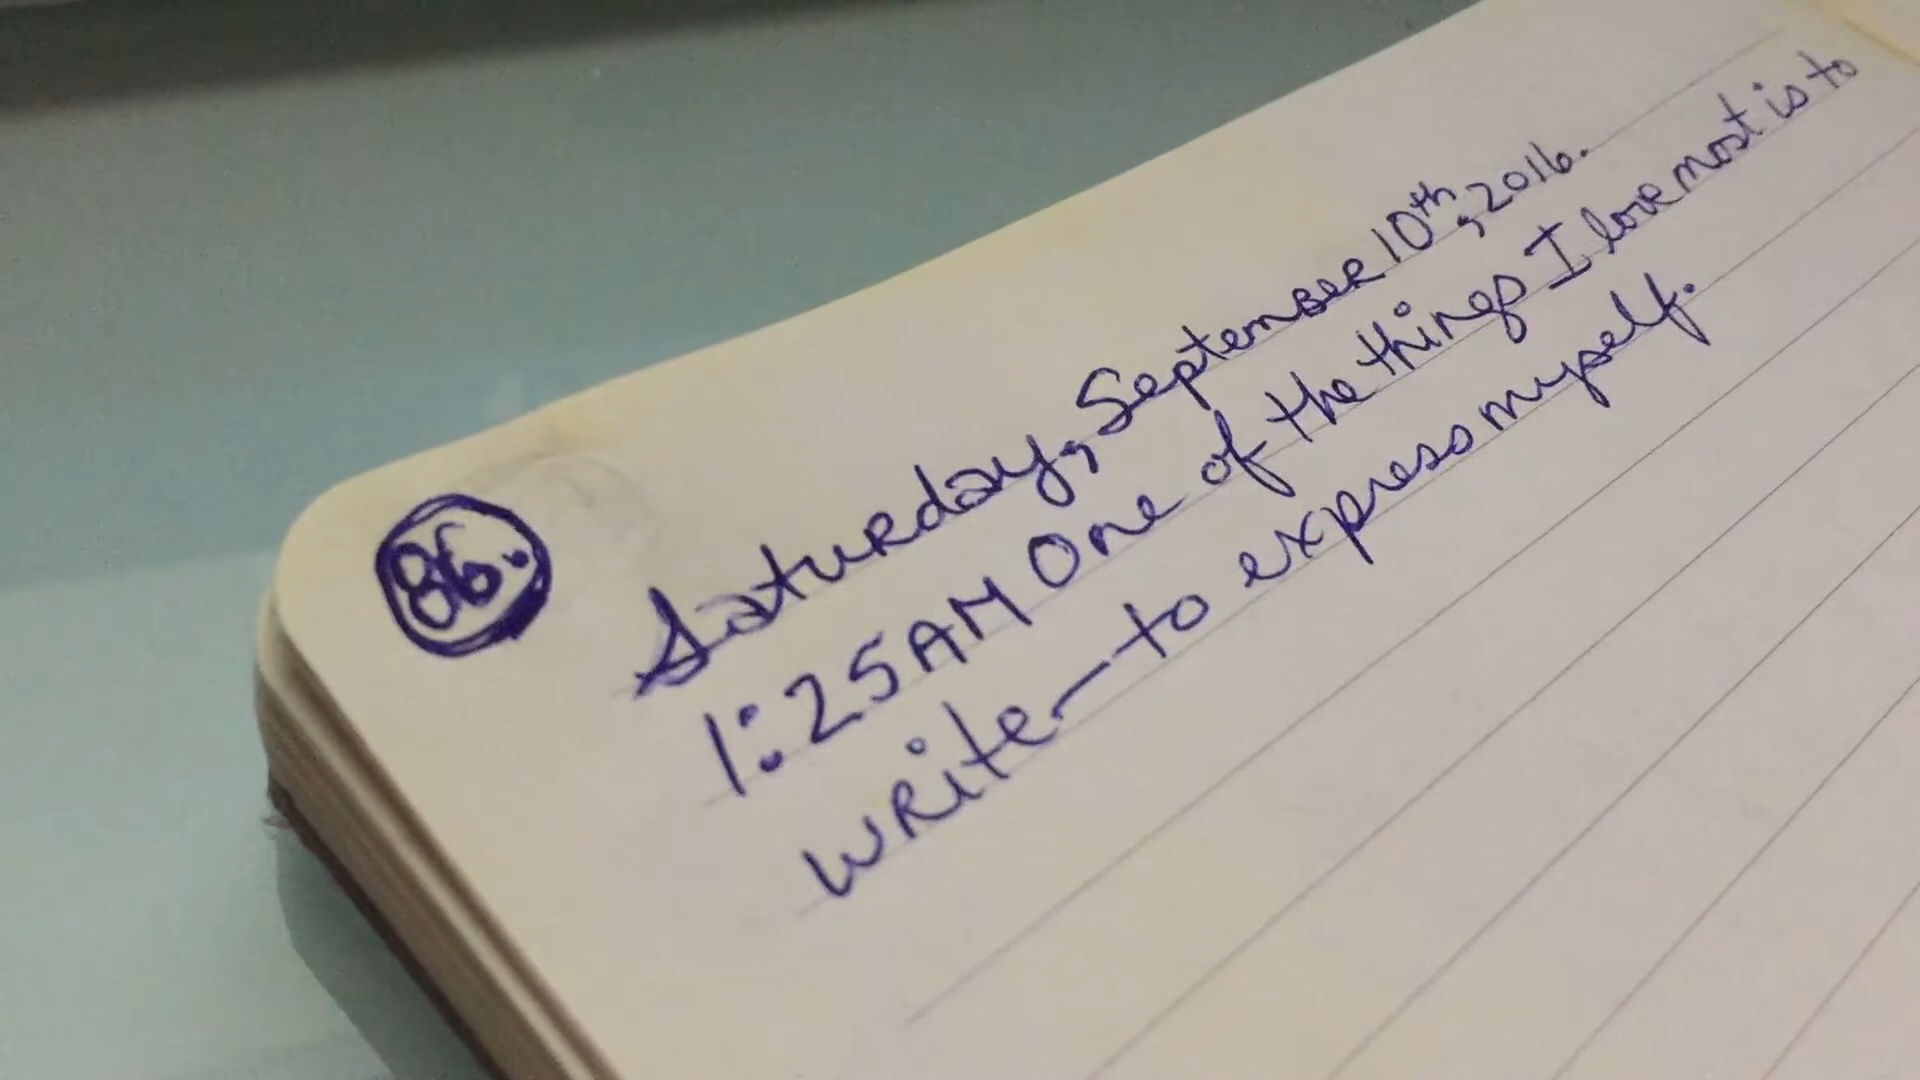 86.
Saturday, September 10th, 2016.
1:25AM One of the things I love most is to
write—to express myself.